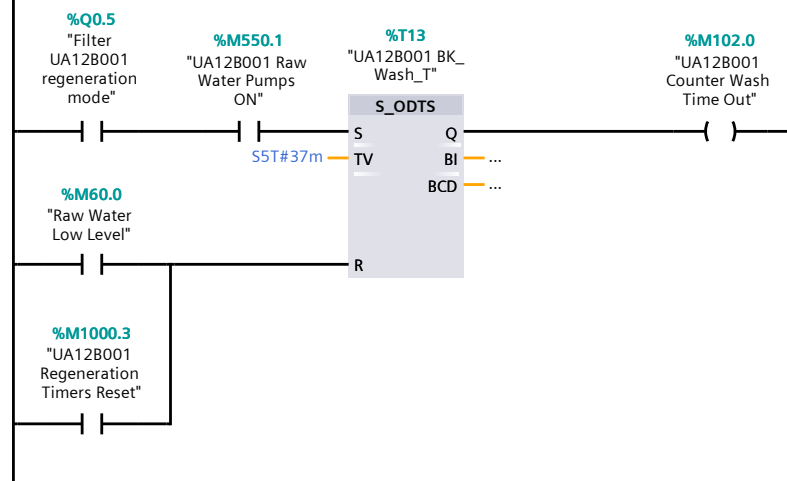 %Q0.5
"Filter
UA12B001
regeneration
mode"
%M550.1
"UA12B001 Raw
Water Pumps
ON"
%T13
"UA12B001 BK_
Wash_T"
S_ODTS
S
Q
S5T#37m
TV
BI
...
BCD
...
R
%M102.0
"UA12B001
Counter Wash
Time Out"
%M60.0
"Raw Water
Low Level"
%M1000.3
"UA12B001
Regeneration
Timers Reset"